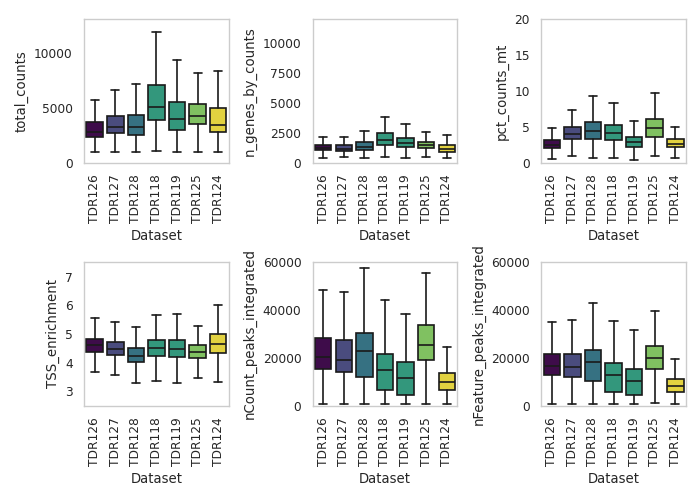 total_counts
10000
5000
0
TDR126
TDR127
TDR128
TDR118
TDR119
TDR125
TDR124
Dataset
n_genes_by_counts
10000
7500
5000
2500
0
TDR126
TDR127
TDR128
TDR118
TDR119
TDR125
TDR124
Dataset
pct_counts_mt
20
15
10
5
0
TDR126
TDR127
TDR128
TDR118
TDR119
TDR125
TDR124
Dataset
TSS_enrichment
7
6
5
4
3
TDR126
TDR127
TDR128
TDR118
TDR119
TDR125
TDR124
Dataset
nCount_peaks_integrated
60000
40000
20000
0
TDR126
TDR127
TDR128
TDR118
TDR119
TDR125
TDR124
Dataset
nFeature_peaks_integrated
60000
40000
20000
0
TDR126
TDR127
TDR128
TDR118
TDR119
TDR125
TDR124
Dataset